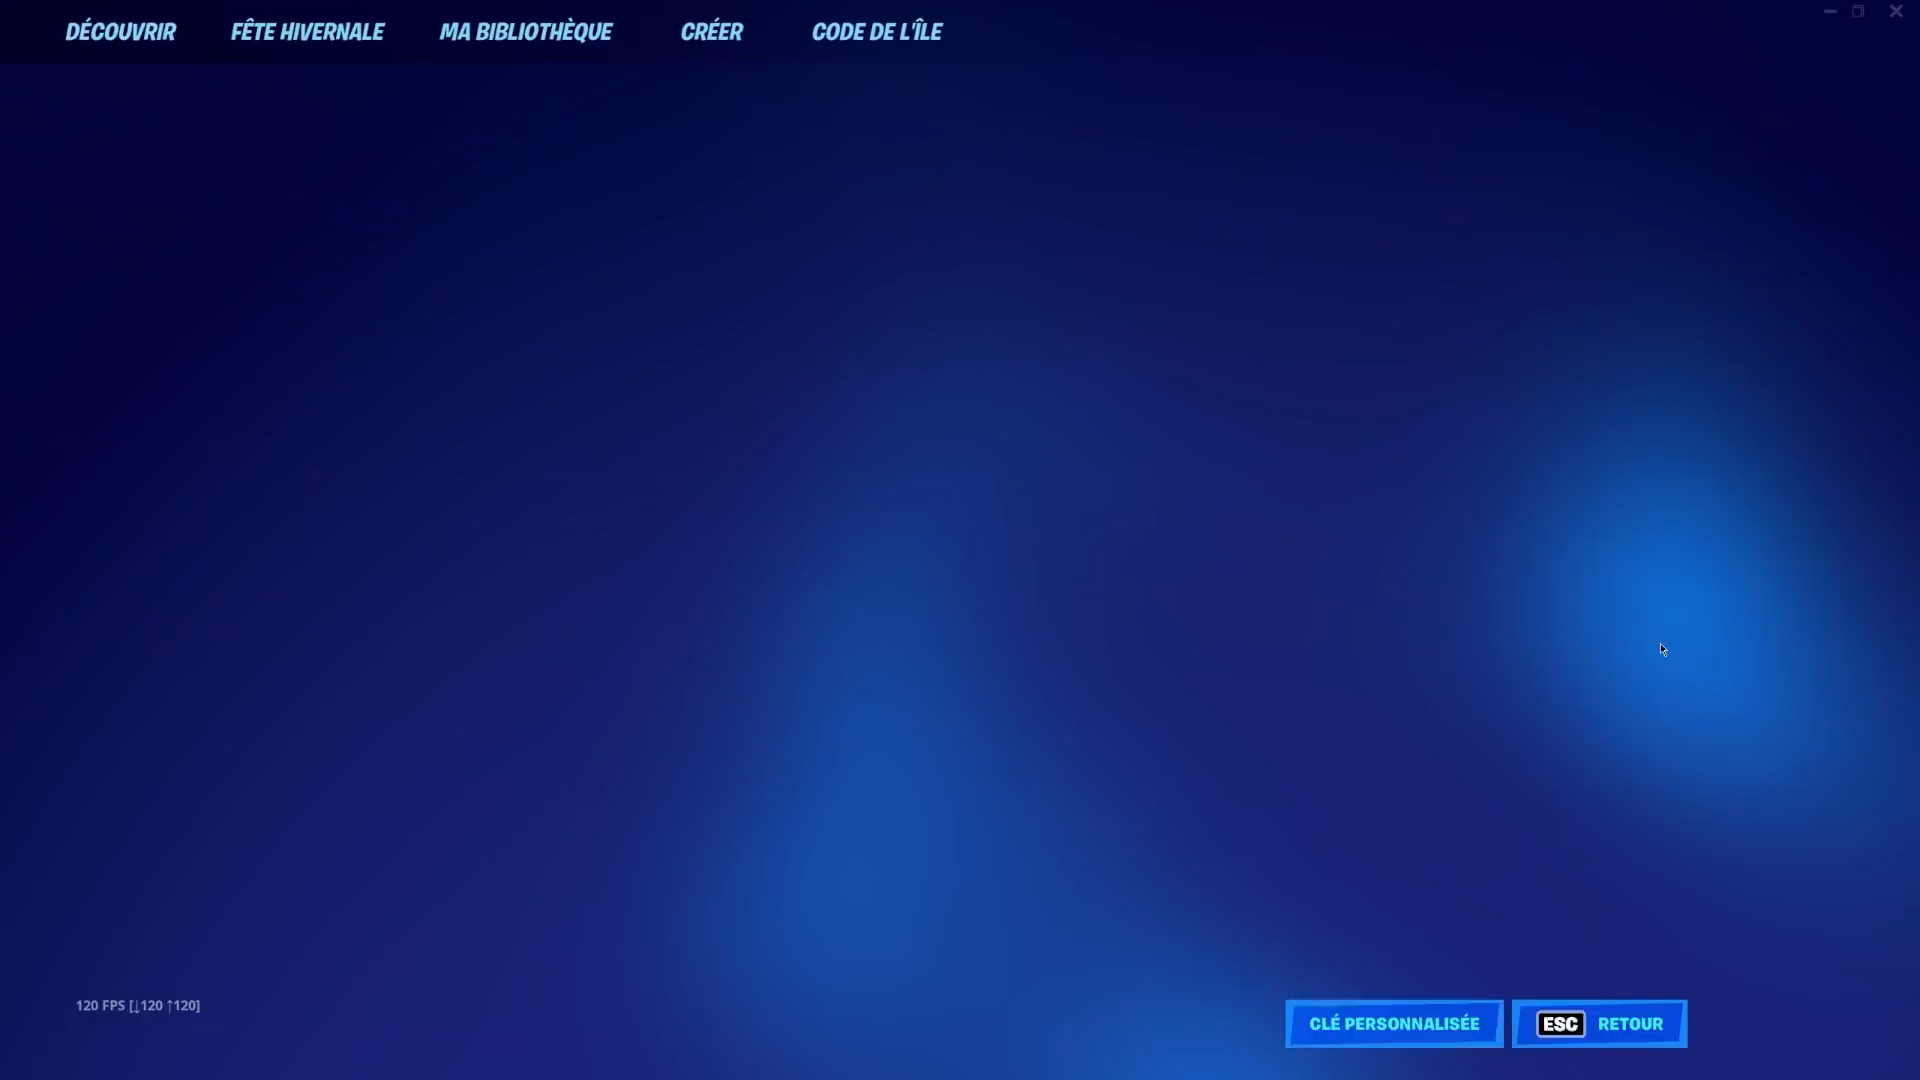 DÉCOUVRIR FÊTE HIVERNALE MA BIBLIOTHÈQUE CRÉER CODE DE L'ÎLE
120 FPS [↓120 ↑120]
CLÉ PERSONNALISÉE ESC RETOUR